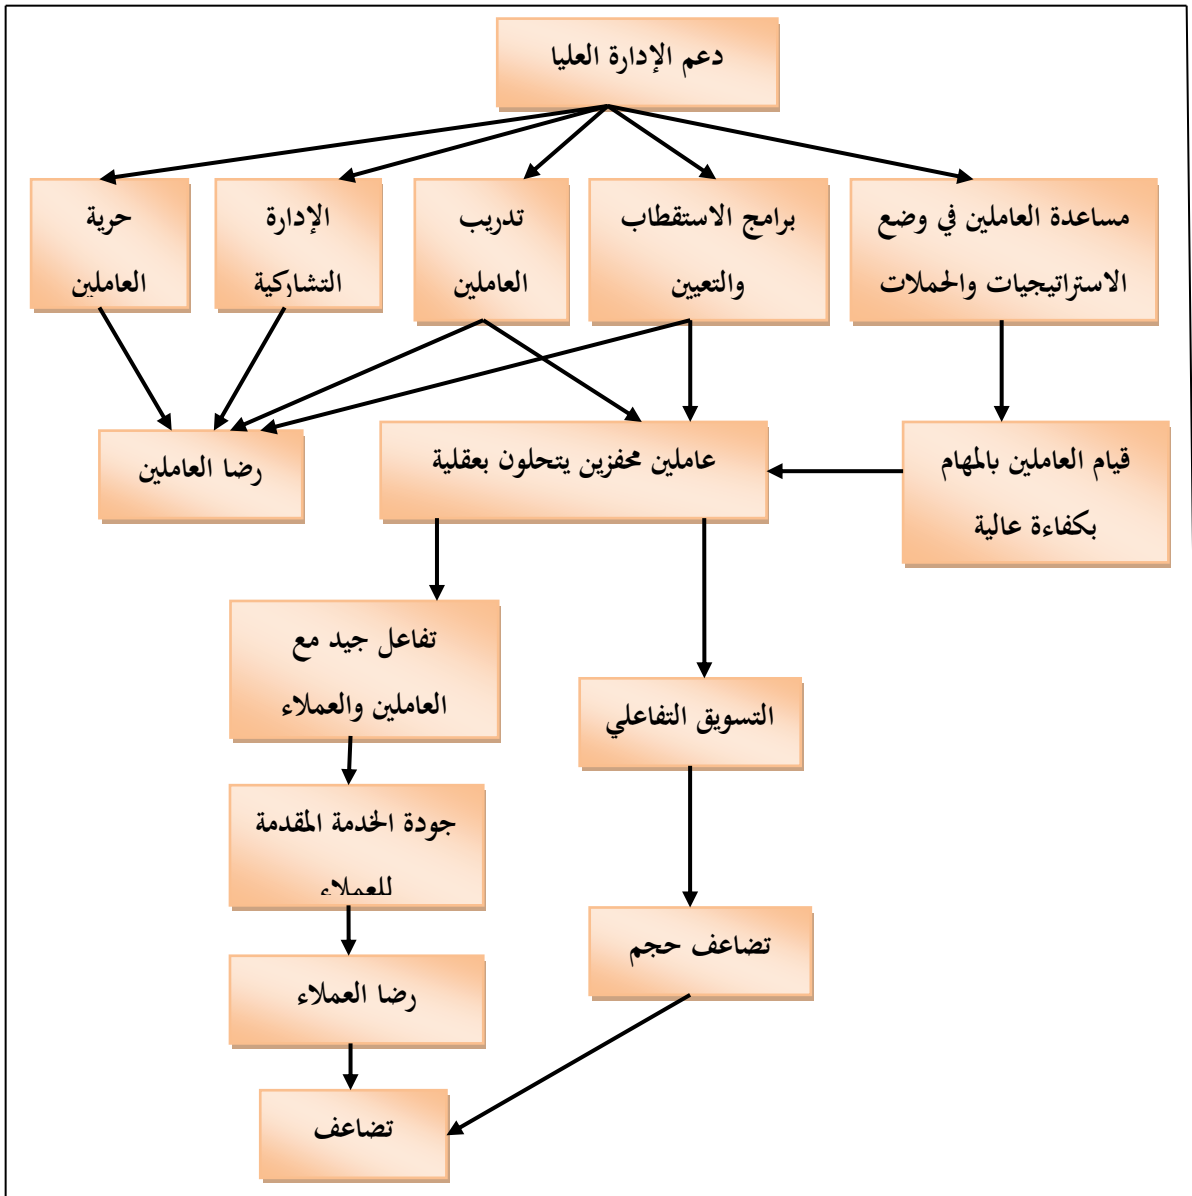 دعم الإدارة العليا
مساعدة العاملين في وضع
الاستراتيجيات والحملات
برامج الاستقطاب
والتعيين
تدريب
العاملين
الإدارة
التشاركية
حرية
العاملين
قيام العاملين بالمهام
بكفاءة عالية
عاملين محفزين يتحلون بعقلية
رضا العاملين
تفاعل جيد مع
العاملين والعملاء
التسويق التفاعلي
جودة الخدمة المقدمة
للعملاء
تضاعف حجم
رضا العملاء
تضاعف